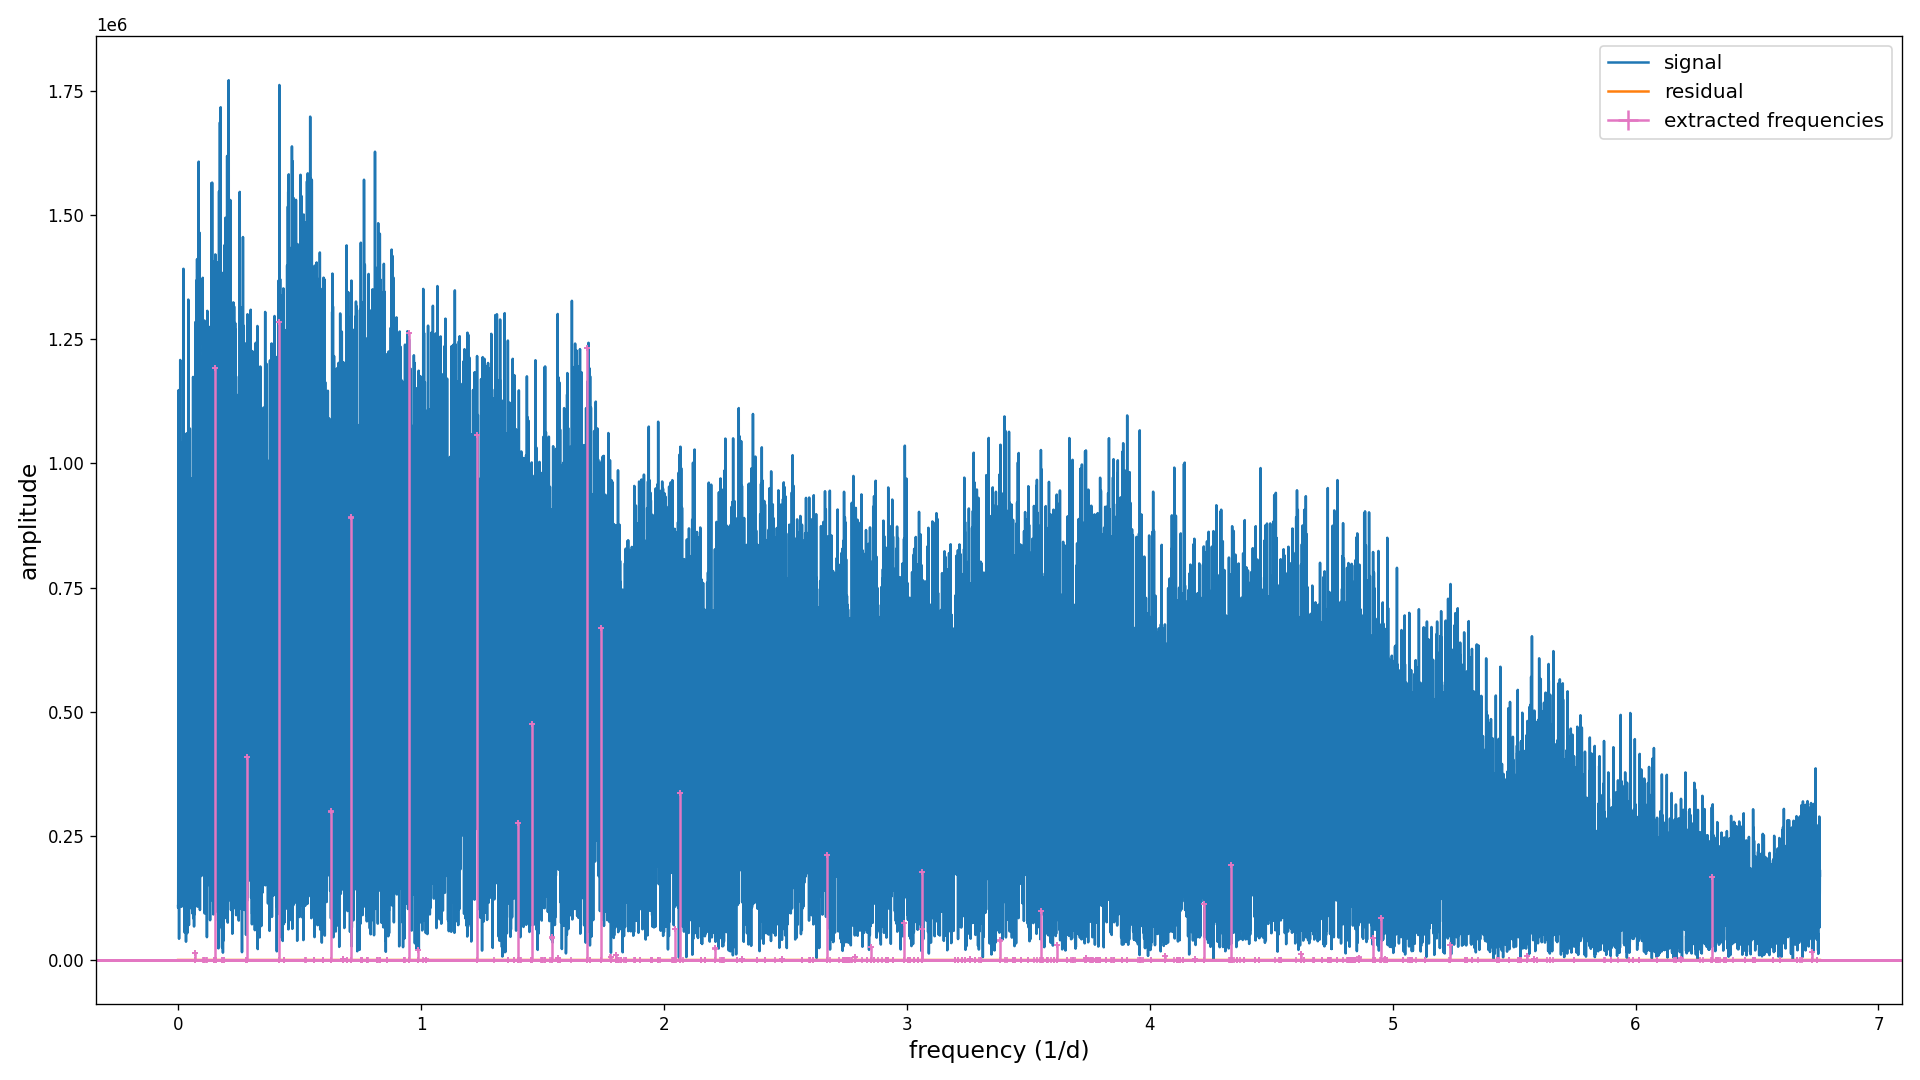 1e6
signal
residual
extracted frequencies
1.75
1.50
1.25
1.00
0.75
0.50
0.25
0.00
amplitude
0 1 2 3 4 5 6 7
frequency (1/d)